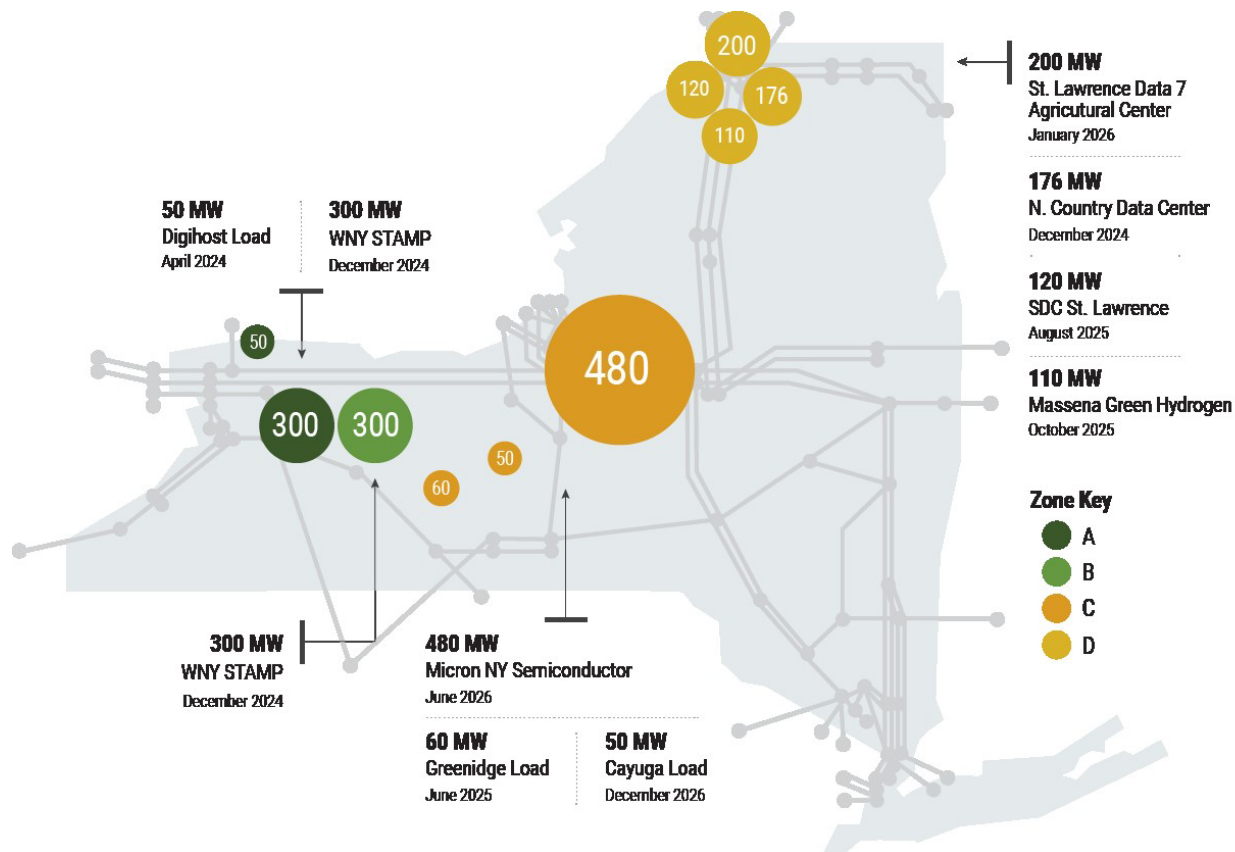 200
120
176
110
200 MW
St. Lawrence Data 7
Agricutural Center
January 2026
176 MW
N. Country Data Center
December 2024
120 MW
SDC St. Lawrence
August 2025
110 MW
Massena Green Hydrogen
October 2025
50 MW
Digihost Load
April 2024
300 MW
WNY STAMP
December 2024
50
480
300
300
50
60
Zone Key
A
B
C
D
300 MW
WNY STAMP
December 2024
480 MW
Micron NY Semiconductor
June 2026
60 MW
Greenidge Load
June 2025
50 MW
Cayuga Load
December 2026